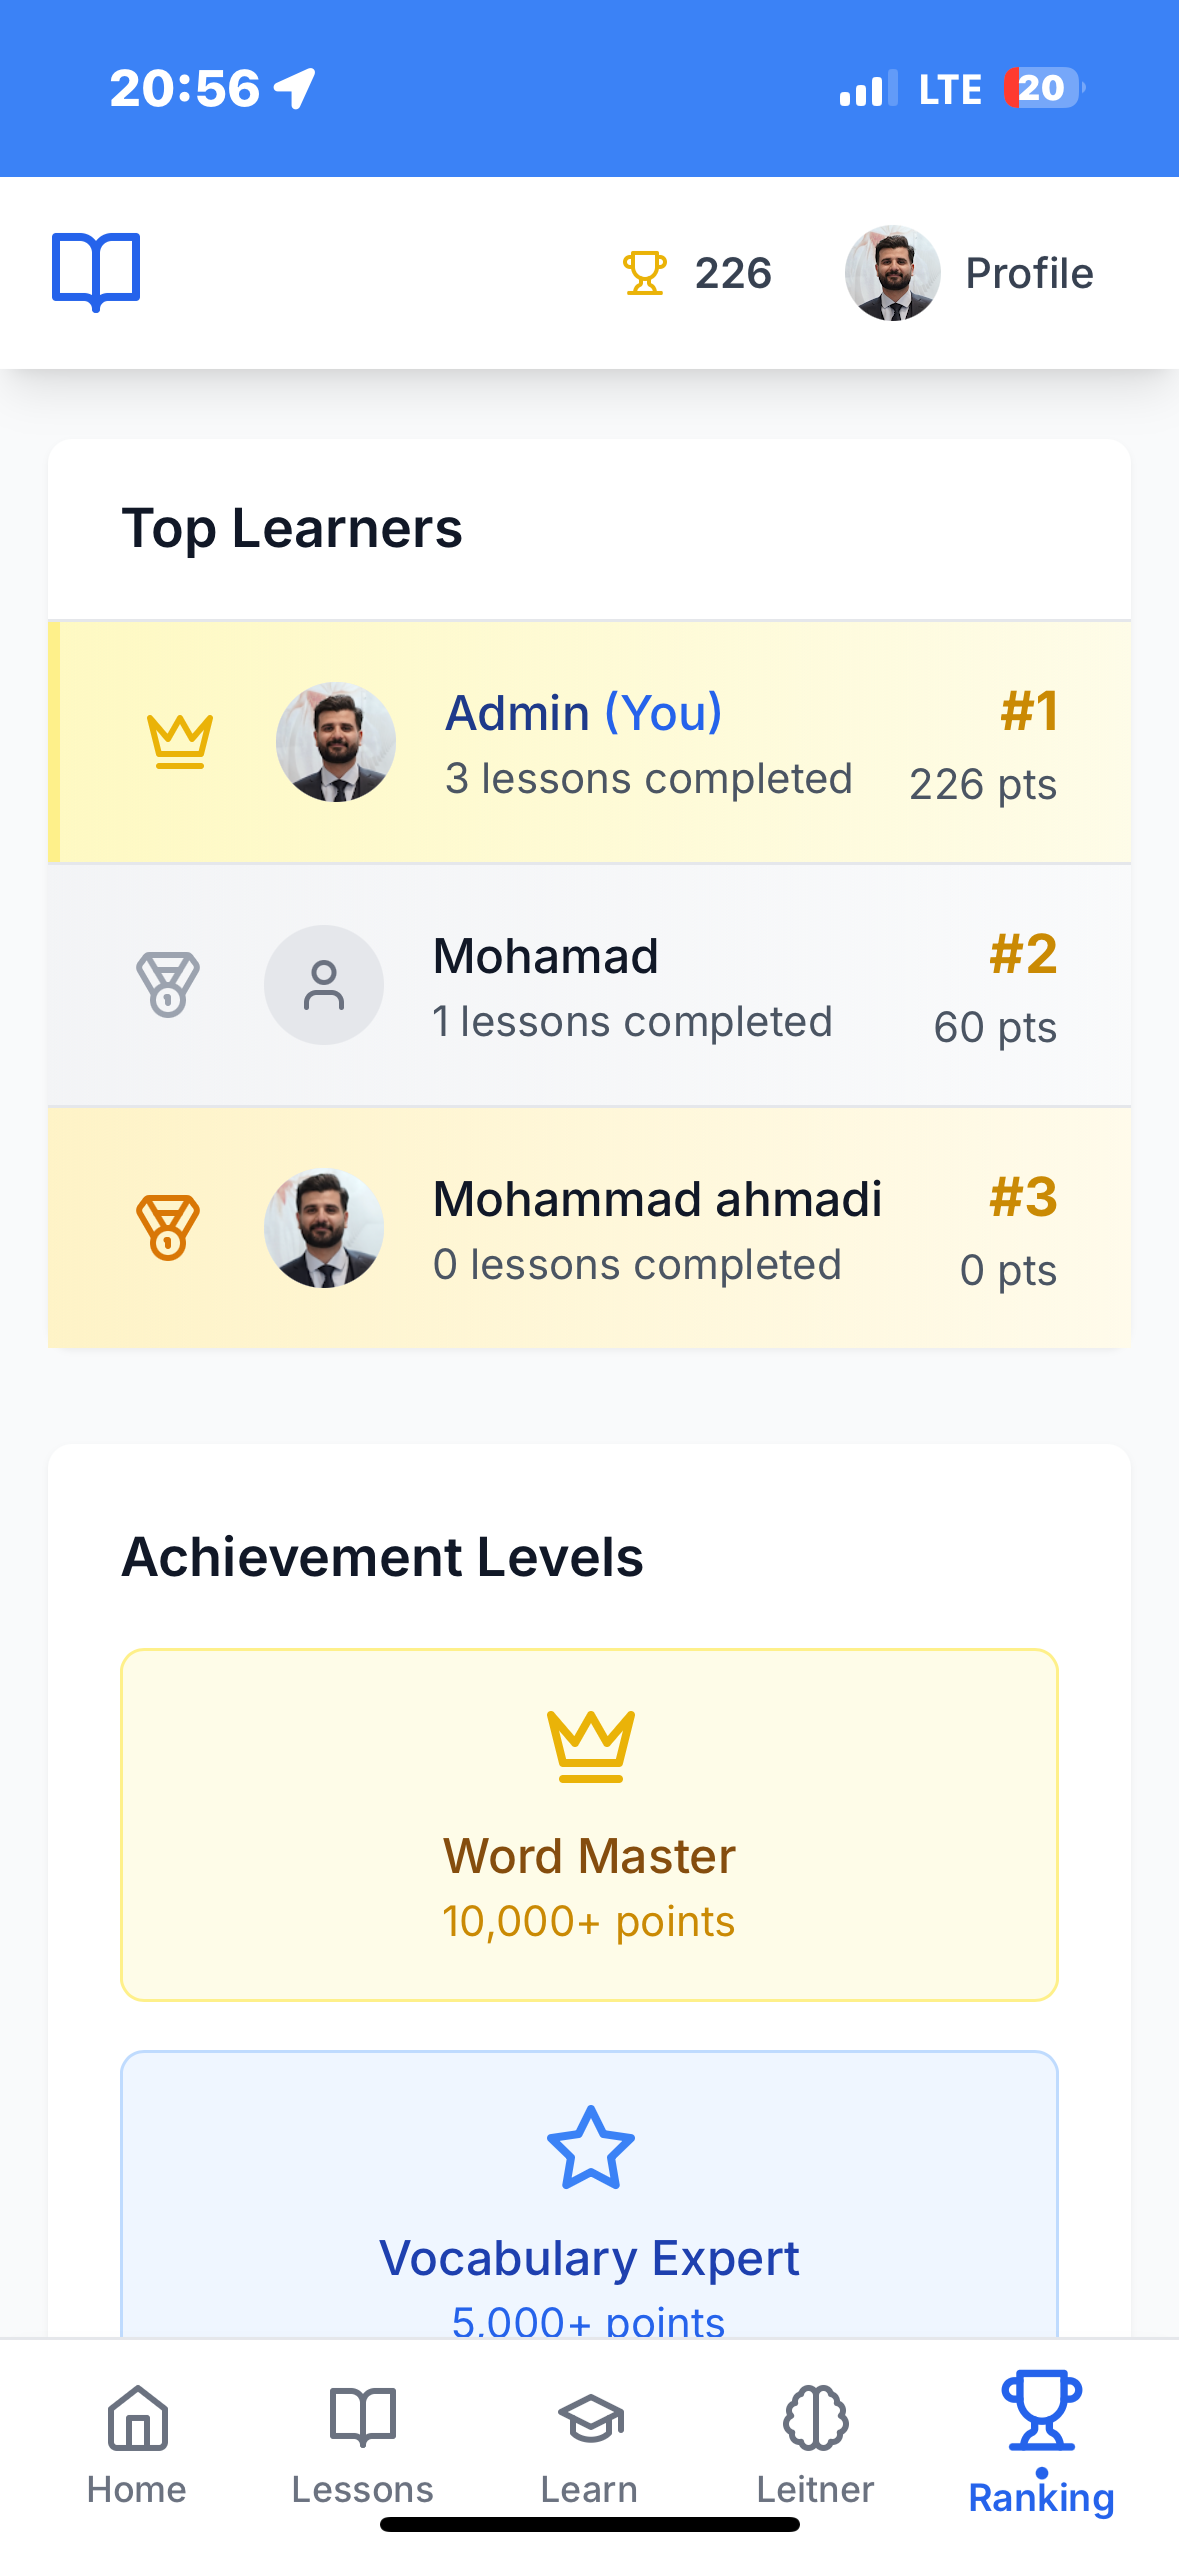 20:56
LTE
20
226
Profile
Top Learners
Admin (You)
#1
3 lessons completed
226 pts
Mohamad
#2
1 lessons completed
60 pts
Mohammad ahmadi
#3
0 lessons completed
0 pts
Achievement Levels
Word Master
10,000+ points
Vocabulary Expert
5,000+ points
Home
Lessons
Learn
Leitner
Ranking